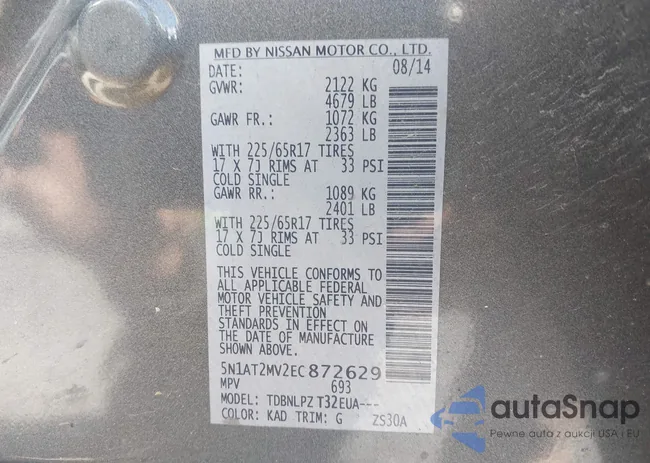 MFD BY NISSAN MOTOR CO., LTD.
DATE: 08/14
GVWR: 2122 KG
4679 LB
GAWR FR.: 1072 KG
2363 LB
WITH 225/65R17 TIRES
17 X 7J RIMS AT 33 PSI
COLD SINGLE
GAWR RR.: 1089 KG
2401 LB
WITH 225/65R17 TIRES
17 X 7J RIMS AT 33 PSI
COLD SINGLE
THIS VEHICLE CONFORMS TO
ALL APPLICABLE FEDERAL
MOTOR VEHICLE SAFETY AND
THEFT PREVENTION
STANDARDS IN EFFECT ON
THE DATE OF MANUFACTURE
SHOWN ABOVE.
5N1AT2MV2EC872629
MPV 693
MODEL: TDBNLPZ T32EUA---
COLOR: KAD TRIM: G ZS30A
autoSnap
Pewne auta z aukcji USA i EU